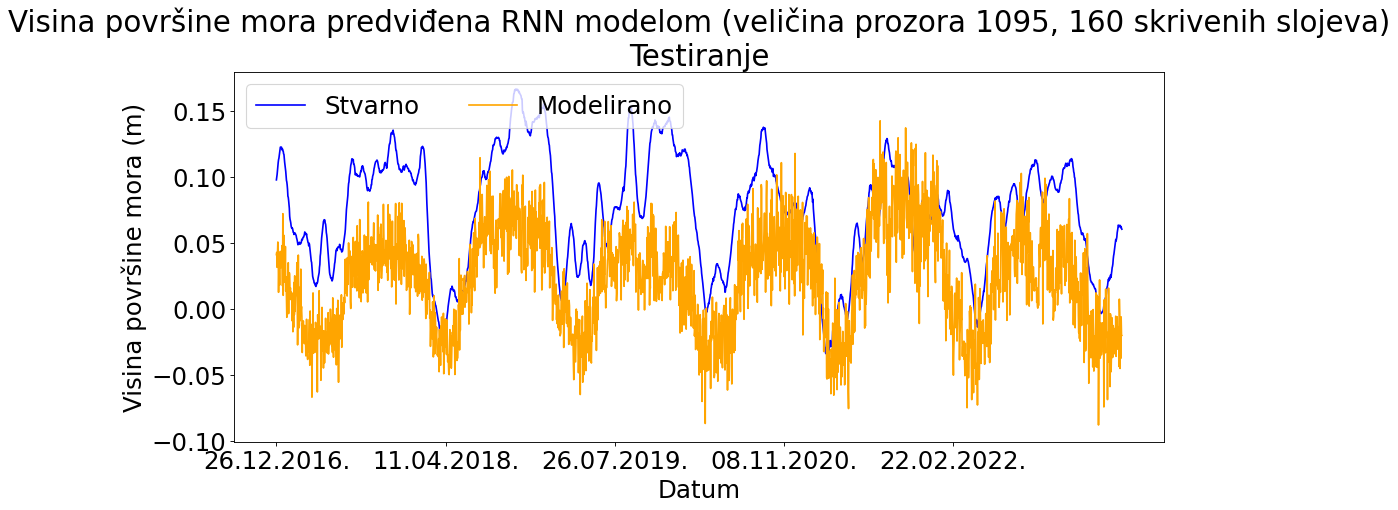 Visina površine mora predviđena RNN modelom (veličina prozora 1095, 160 skrivenih slojeva)
Testiranje
Stvarno Modelirano
Visina površine mora (m)
0.15
0.10
0.05
0.00
−0.05
−0.10
26.12.2016. 11.04.2018. 26.07.2019. 08.11.2020. 22.02.2022.
Datum